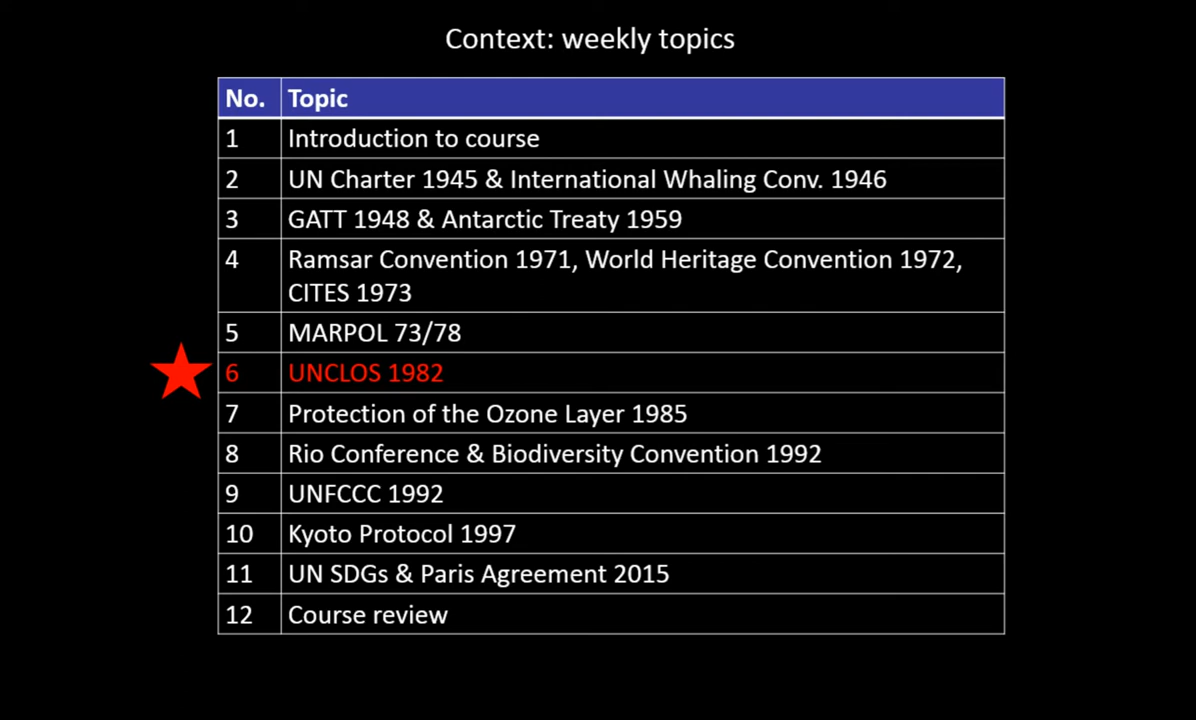 Context: weekly topics
No. Topic
1 Introduction to course
2 UN Charter 1945 & International Whaling Conv. 1946
3 GATT 1948 & Antarctic Treaty 1959
4 Ramsar Convention 1971, World Heritage Convention 1972,
CITES 1973
5 MARPOL 73/78
6 UNCLOS 1982
7 Protection of the Ozone Layer 1985
8 Rio Conference & Biodiversity Convention 1992
9 UNFCCC 1992
10 Kyoto Protocol 1997
11 UN SDGs & Paris Agreement 2015
12 Course review